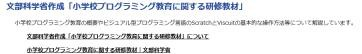 文部科学省作成「小学校プログラミング教育に関する研修教材」
小学校プログラミング教育の概要やビジュアル型プログラミング言語のScratchとViscuitの基本的な操作方法等について解説しています。
文部科学省作成「小学校プログラミング教育に関する研修教材」について
小学校プログラミング教育に関する研修教材：文部科学省